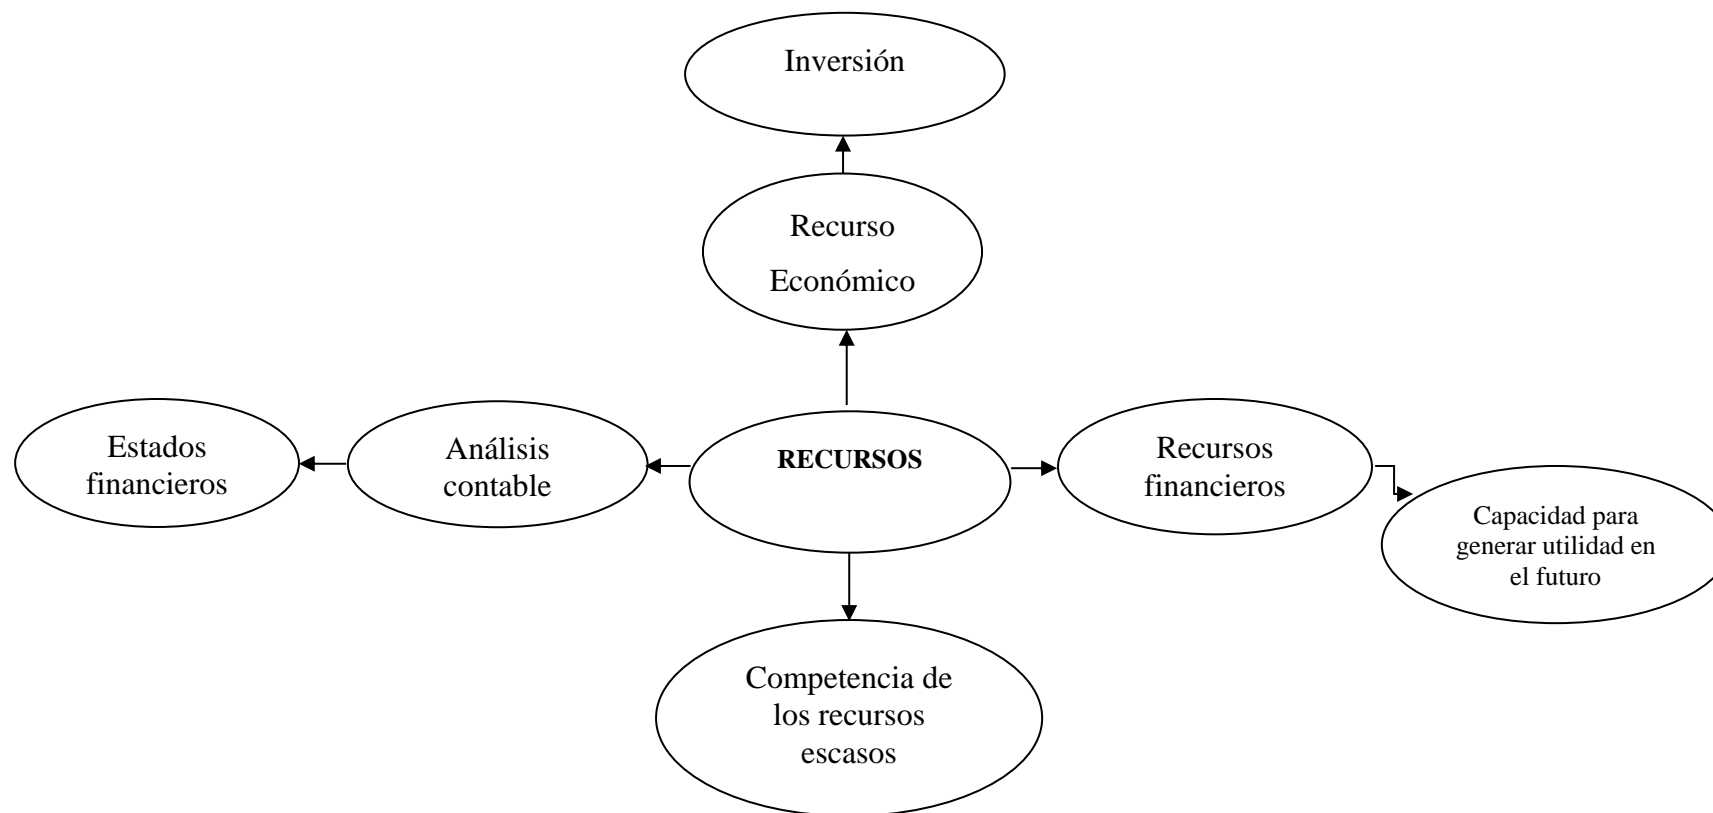 Inversión
Recurso
Económico
Estados
financieros
Análisis
contable
RECURSOS
Recursos
financieros
Capacidad para
generar utilidad en
el futuro
Competencia de
los recursos
escasos